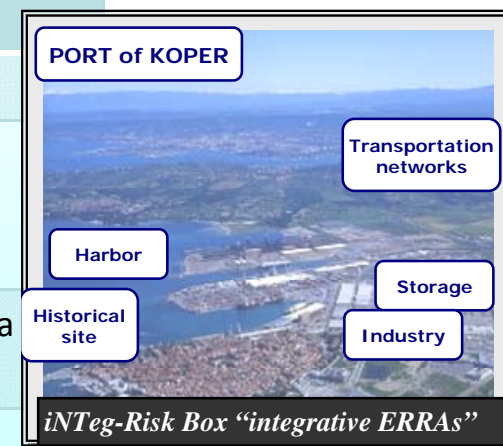 PORT of KOPER
Transportation
networks
Harbor
Storage
a
Historical
site
Industry
iNTeg-Risk Box “integrative ERRAs”